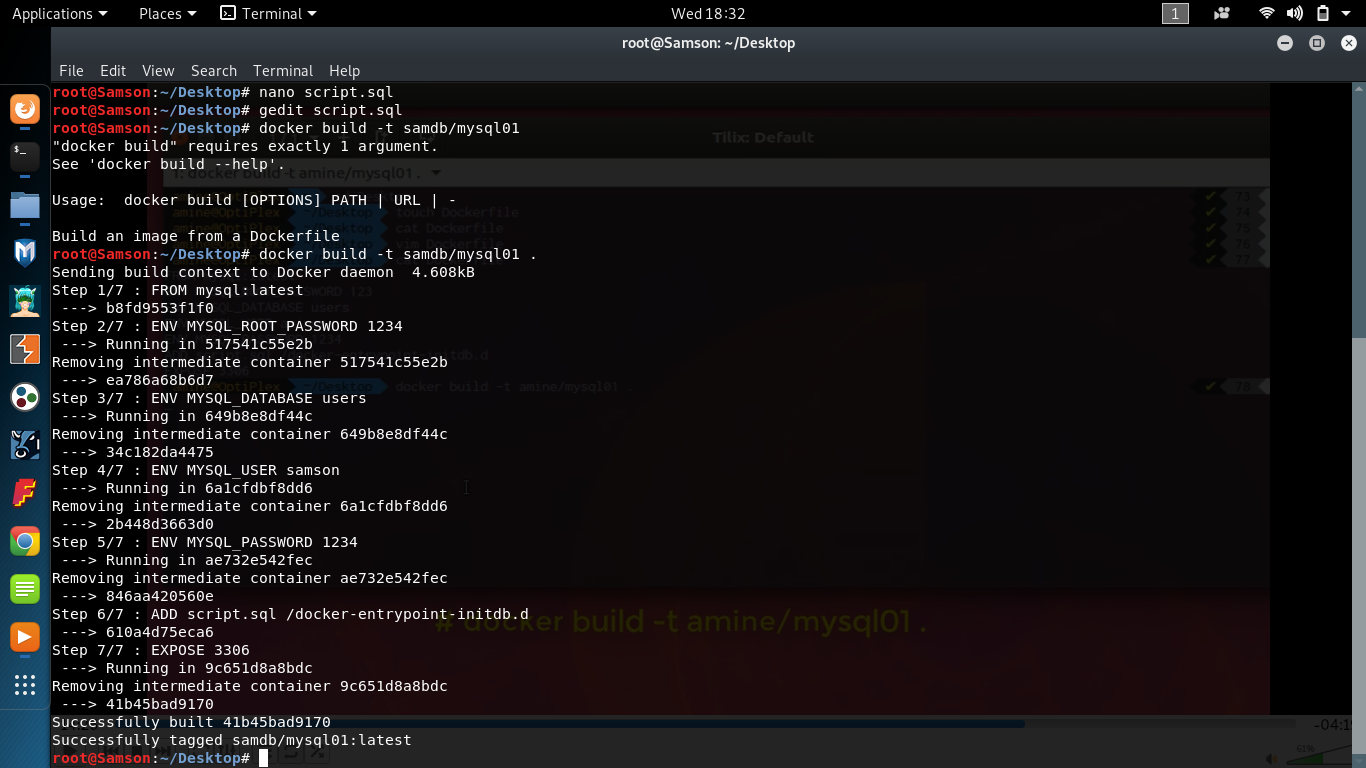 Applications Places Terminal Wed 18:32 1
root@Samson: ~/Desktop
File Edit View Search Terminal Help
root@Samson:~/Desktop# nano script.sql
root@Samson:~/Desktop# gedit script.sql
root@Samson:~/Desktop# docker build -t samdb/mysql01
"docker build" requires exactly 1 argument.
See 'docker build --help'.
Usage:  docker build [OPTIONS] PATH | URL | -
Build an image from a Dockerfile
root@Samson:~/Desktop# docker build -t samdb/mysql01 .
Sending build context to Docker daemon  4.608kB
Step 1/7 : FROM mysql:latest
 ---> b8fd9553f1f0
Step 2/7 : ENV MYSQL_ROOT_PASSWORD 1234
 ---> Running in 517541c55e2b
Removing intermediate container 517541c55e2b
 ---> ea786a68b6d7
Step 3/7 : ENV MYSQL_DATABASE users
 ---> Running in 649b8e8df44c
Removing intermediate container 649b8e8df44c
 ---> 34c182da4475
Step 4/7 : ENV MYSQL_USER samson
 ---> Running in 6a1cfdbf8dd6
Removing intermediate container 6a1cfdbf8dd6
 ---> 2b448d3663d0
Step 5/7 : ENV MYSQL_PASSWORD 1234
 ---> Running in ae732e542fec
Removing intermediate container ae732e542fec
 ---> 846aa420560e
Step 6/7 : ADD script.sql /docker-entrypoint-initdb.d
 ---> 610a4d75eca6
Step 7/7 : EXPOSE 3306
 ---> Running in 9c651d8a8bdc
Removing intermediate container 9c651d8a8bdc
 ---> 41b45bad9170
Successfully built 41b45bad9170
Successfully tagged samdb/mysql01:latest
root@Samson:~/Desktop#
Tilix: Default
1: docker build -t amine/mysql01 .
73
amine@OptiPlex ~/Desktop touch Dockerfile 74
amine@OptiPlex ~/Desktop cat Dockerfile 75
amine@OptiPlex ~/Desktop vim Dockerfile 76
77
amine@OptiPlex ~/Desktop docker build -t amine/mysql01 . 78
# docker build -t amine/mysql01 .
61%